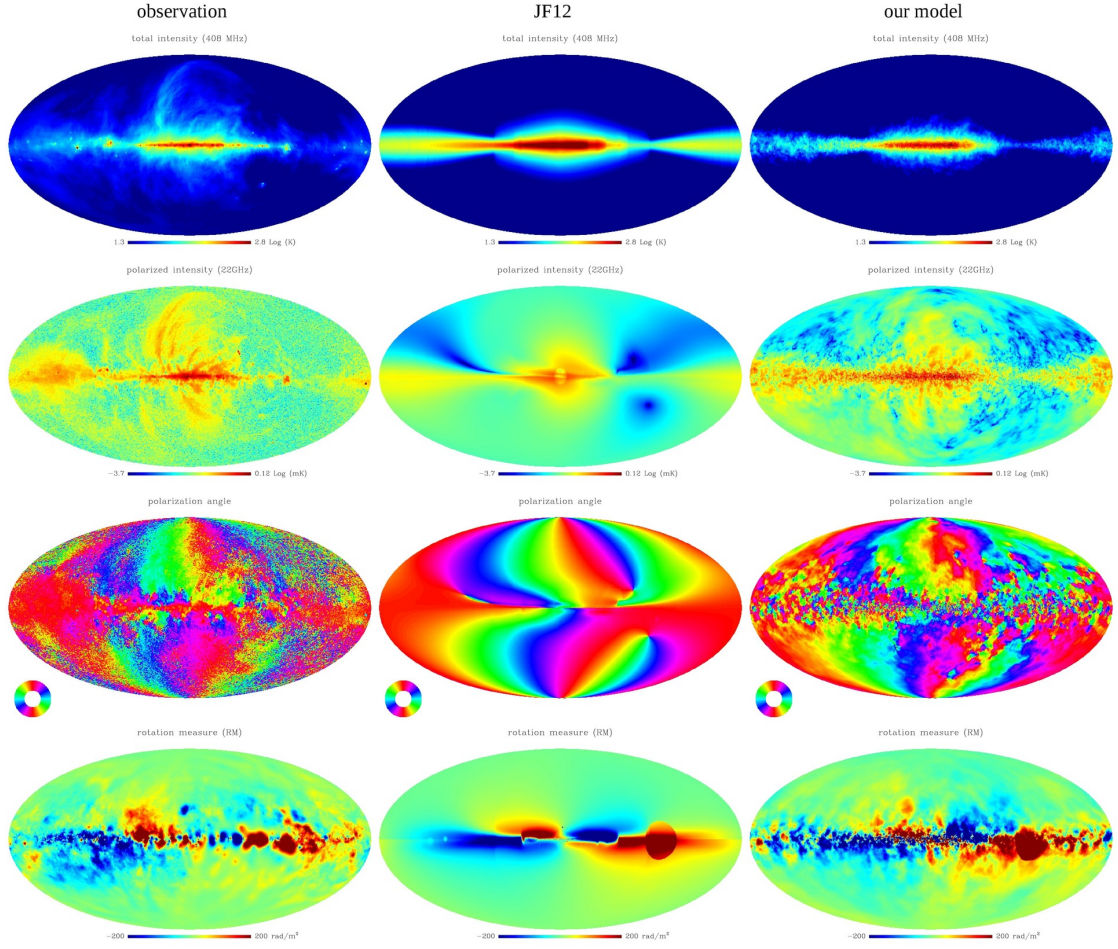 observation JF12 our model
total intensity (408 MHz) total intensity (408 MHz) total intensity (408 MHz)
1.3 2.8 Log (K) 1.3 2.8 Log (K) 1.3 2.8 Log (K)
polarized intensity (22GHz) polarized intensity (22GHz) polarized intensity (22GHz)
−3.7 0.12 Log (mK) −3.7 0.12 Log (mK) −3.7 0.12 Log (mK)
polarization angle polarization angle polarization angle
rotation measure (RM) rotation measure (RM) rotation measure (RM)
−200 200 rad/m² −200 200 rad/m² −200 200 rad/m²